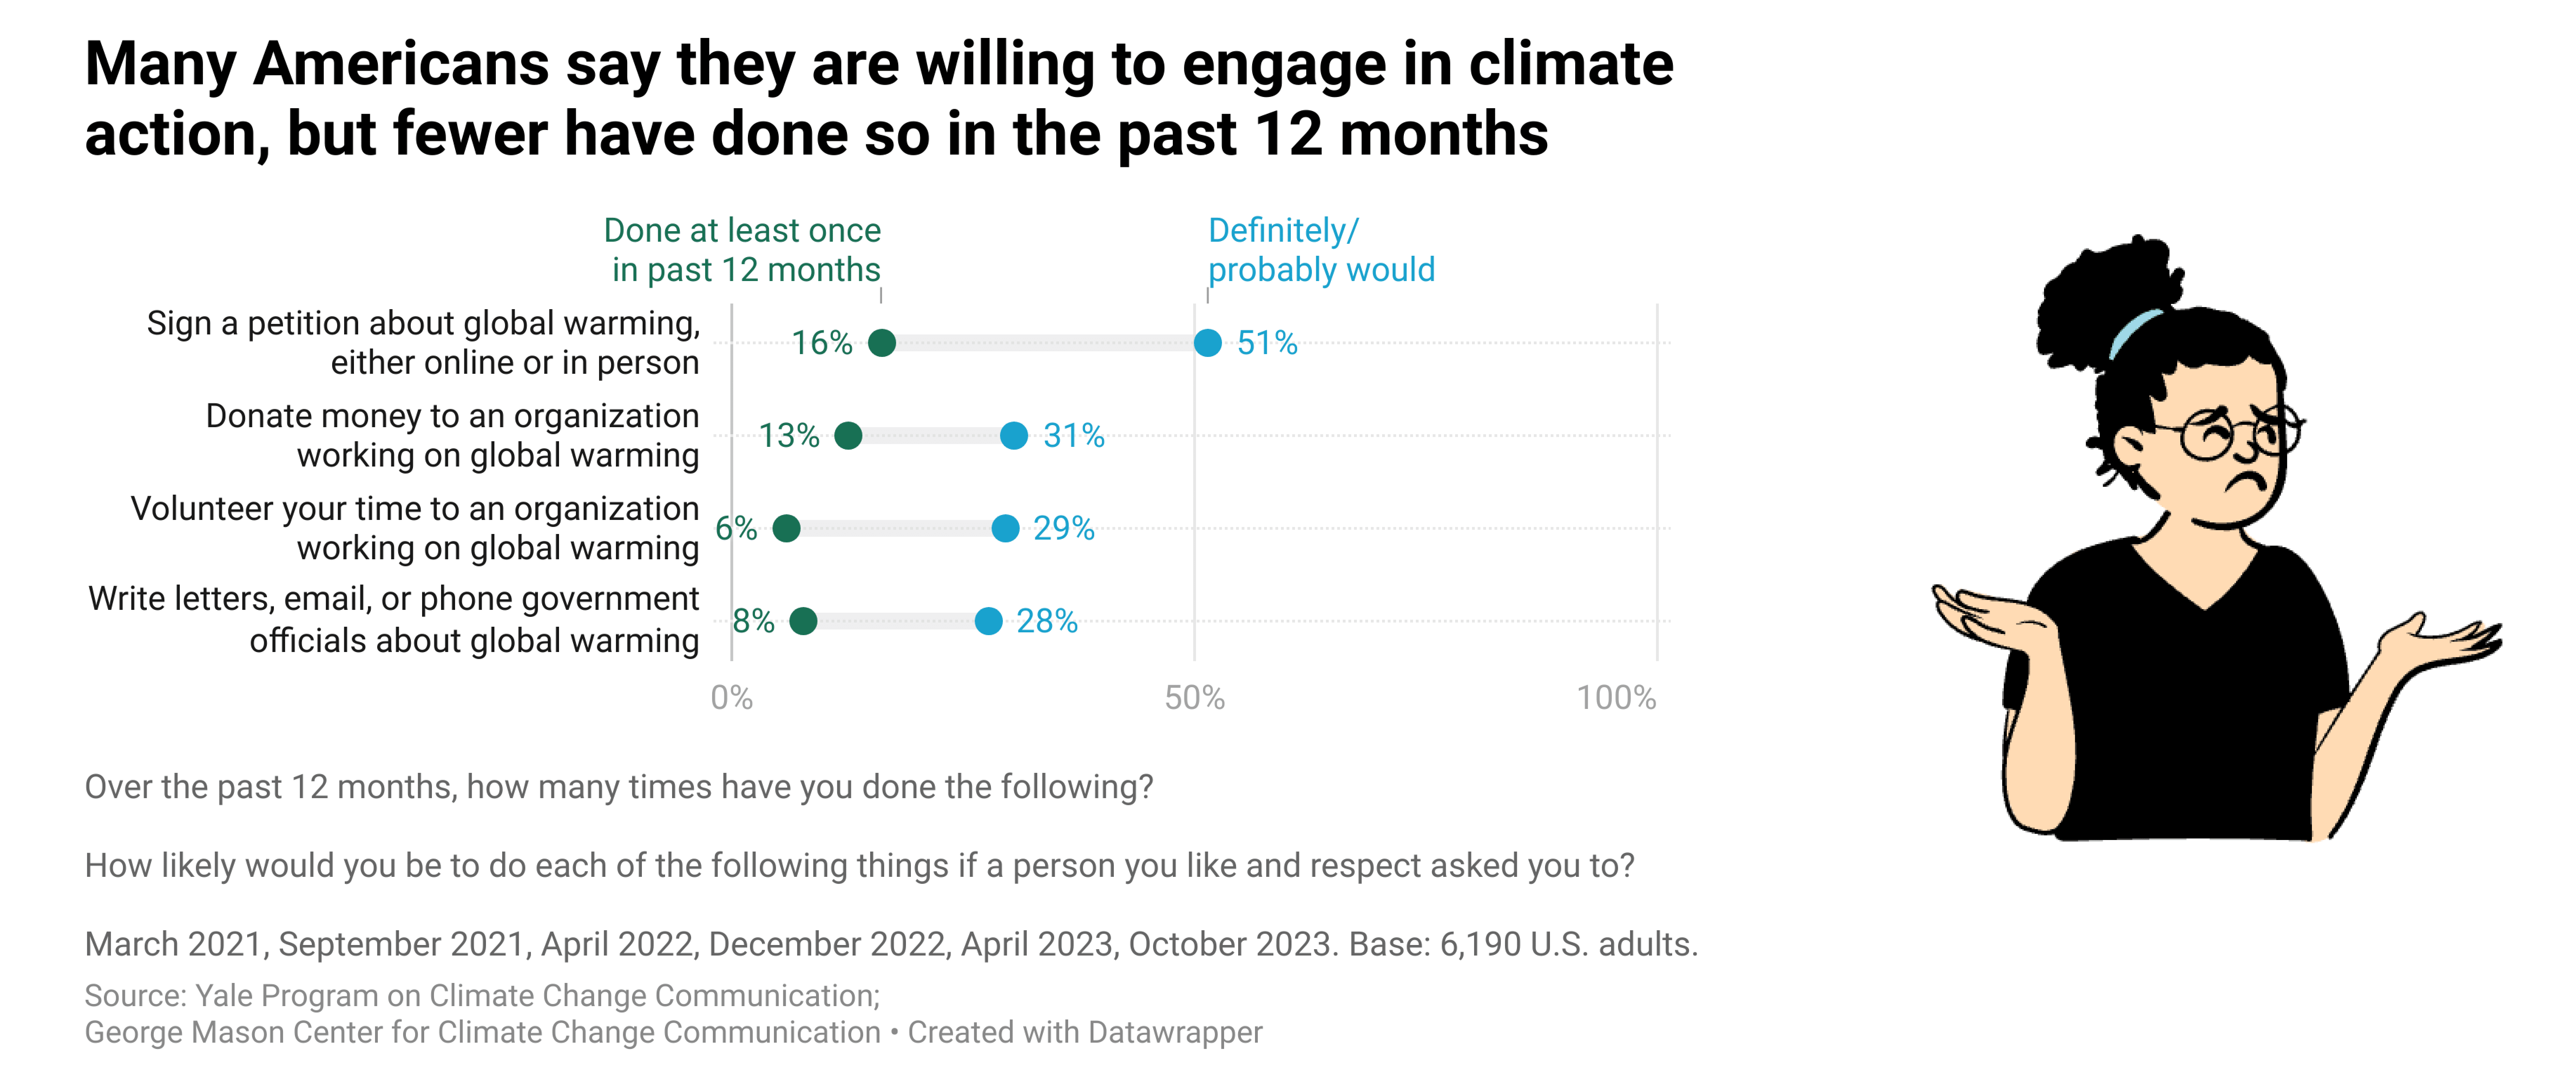 Many Americans say they are willing to engage in climate
action, but fewer have done so in the past 12 months
Done at least once
in past 12 months
Definitely/
probably would
Sign a petition about global warming,
either online or in person
16%
51%
Donate money to an organization
working on global warming
13%
31%
Volunteer your time to an organization
working on global warming
6%
29%
Write letters, email, or phone government
officials about global warming
8%
28%
0%
50%
100%
Over the past 12 months, how many times have you done the following?
How likely would you be to do each of the following things if a person you like and respect asked you to?
March 2021, September 2021, April 2022, December 2022, April 2023, October 2023. Base: 6,190 U.S. adults.
Source: Yale Program on Climate Change Communication;
George Mason Center for Climate Change Communication • Created with Datawrapper